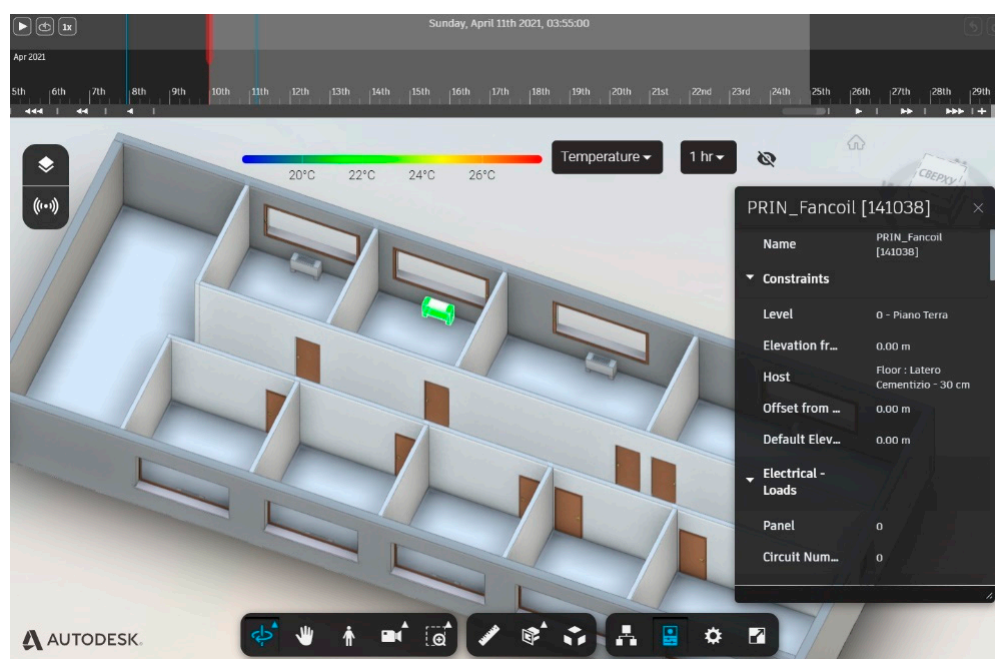 1x
Sunday, April 11th 2021, 03:55:00
Apr 2021
5th 6th 7th 8th 9th 10th 11th 12th 13th 14th 15th 16th 17th 18th 19th 20th 21st 22nd 23rd 24th 25th 26th 27th 28th 29th
Temperature
1 hr
20°C 22°C 24°C 26°C
СВЕРХУ
PRIN_Fancoil [141038]
Name
PRIN_Fancoil
[141038]
Constraints
Level
0 - Piano Terra
Elevation fr...
0.00 m
Host
Floor : Latero
Cementizio - 30 cm
Offset from ...
0.00 m
Default Elev...
0.00 m
Electrical -
Loads
Panel
0
Circuit Num...
0
AUTODESK.